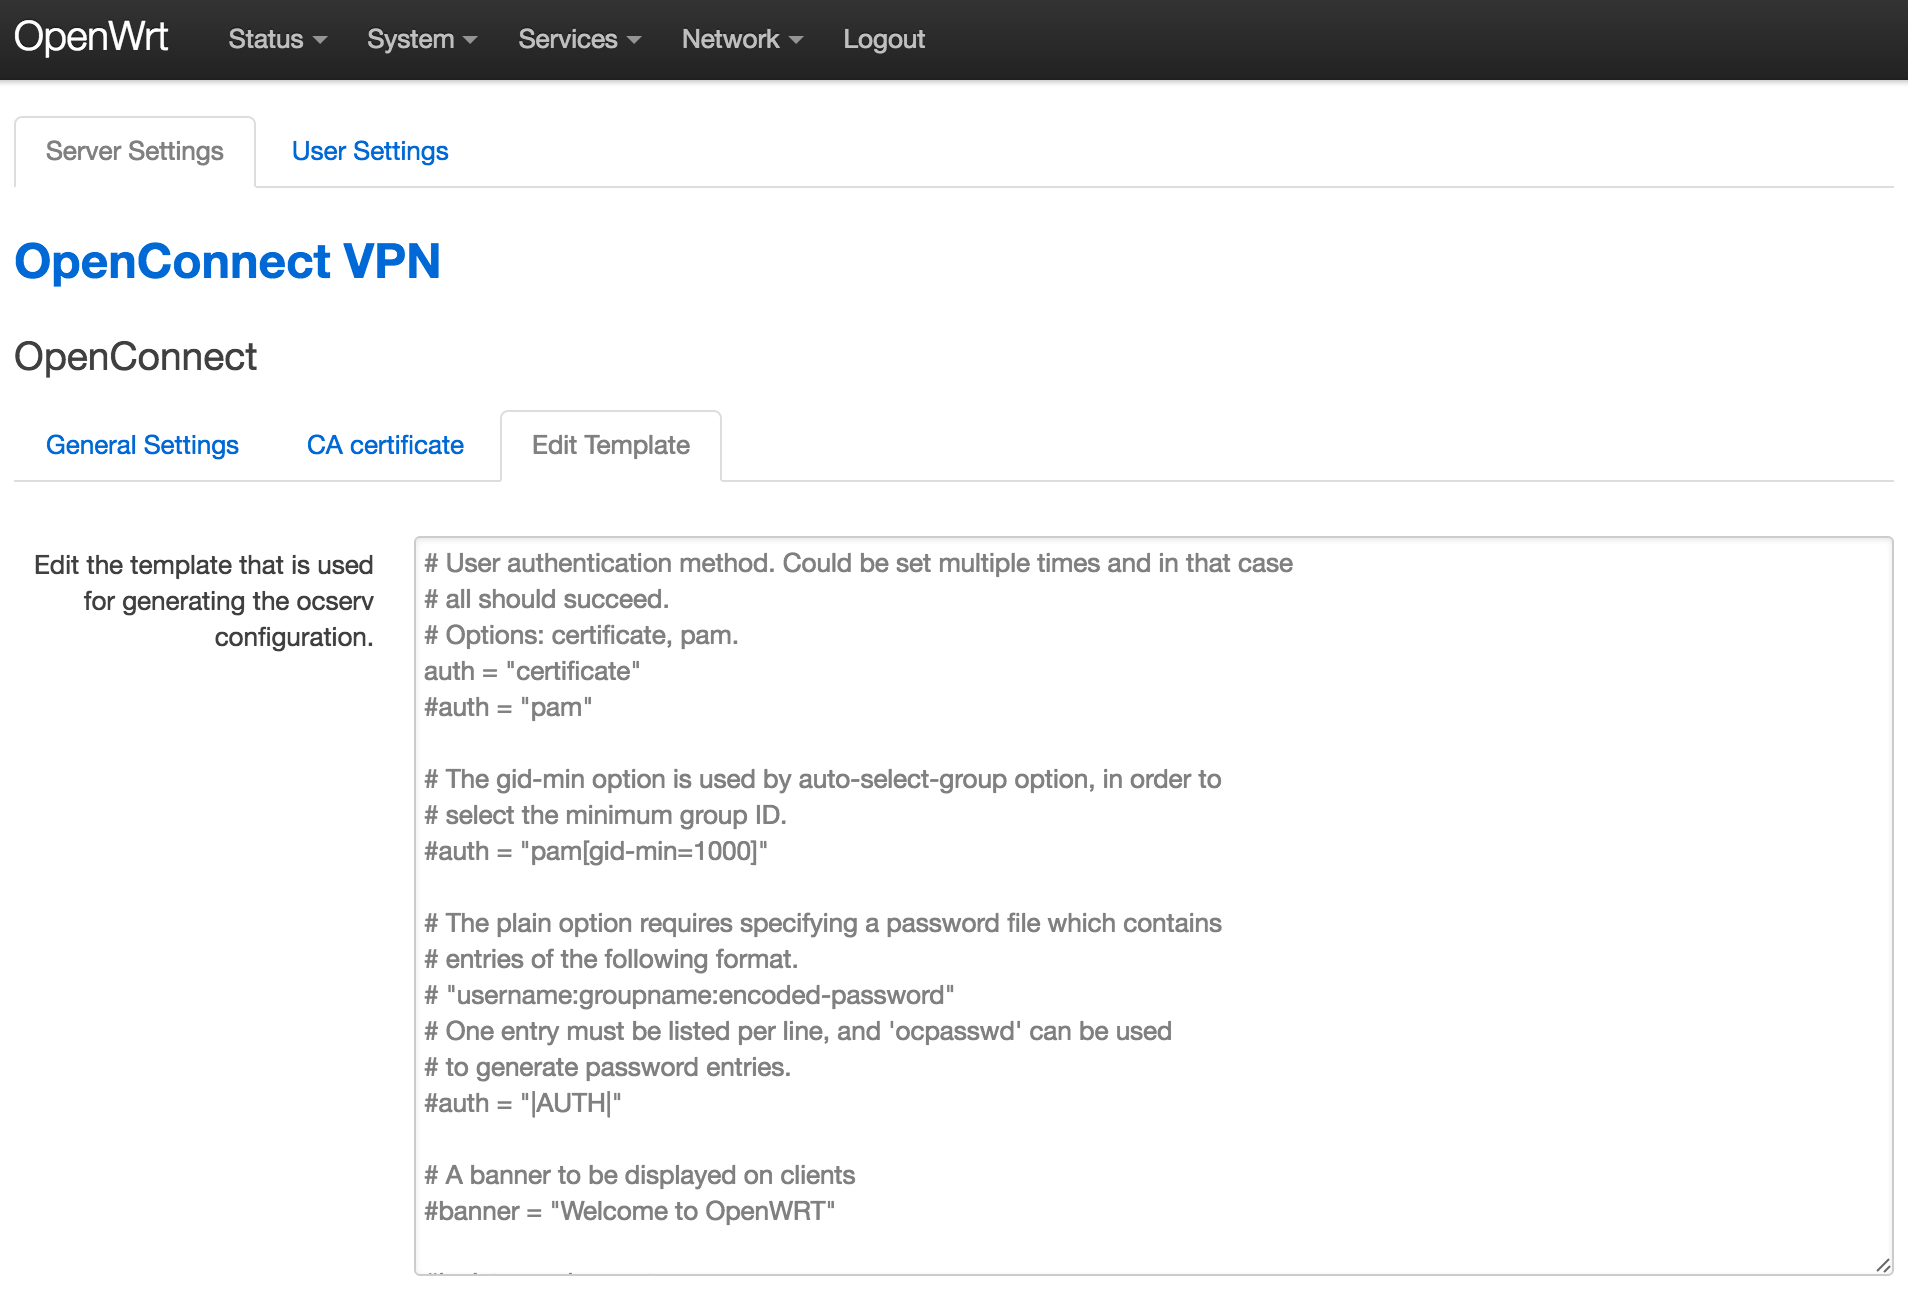 OpenWrt Status System Services Network Logout
Server Settings User Settings
OpenConnect VPN
OpenConnect
General Settings CA certificate Edit Template
Edit the template that is used
for generating the ocserv
configuration.
# User authentication method. Could be set multiple times and in that case
# all should succeed.
# Options: certificate, pam.
auth = "certificate"
#auth = "pam"
# The gid-min option is used by auto-select-group option, in order to
# select the minimum group ID.
#auth = "pam[gid-min=1000]"
# The plain option requires specifying a password file which contains
# entries of the following format.
# "username:groupname:encoded-password"
# One entry must be listed per line, and 'ocpasswd' can be used
# to generate password entries.
#auth = "|AUTH|"
# A banner to be displayed on clients
#banner = "Welcome to OpenWRT"